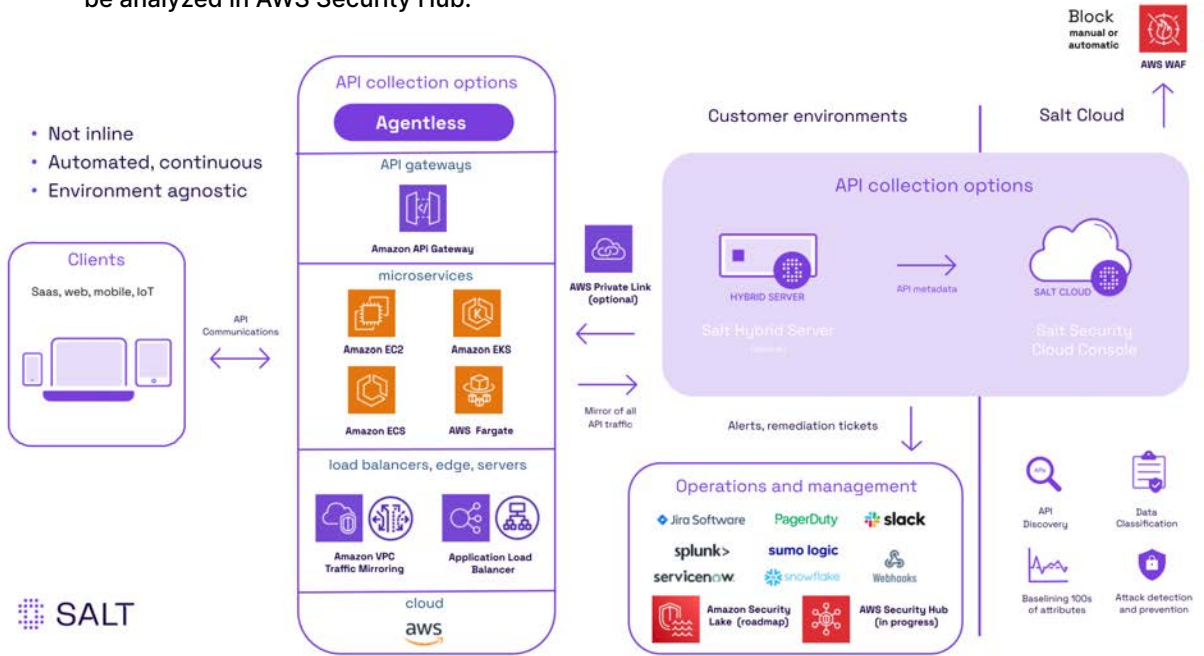 be analyzed in AWS Security Hub.
Block
manual or
automatic
AWS WAF
• Not inline
• Automated, continuous
• Environment agnostic
Clients
Saas, web, mobile, IoT
API
Communications
API collection options
Agentless
API gateways
Amazon APi Gateway
microservices
Amazon EC2
Amazon EKS
Amazon ECS
AWS Fargate
load balancers, edge, servers
Amazon VPC
Traffic Mirroring
Application Load
Balancer
cloud
aws
AWS Private Link
(optional)
Mirror of all
API traffic
Customer environments
Salt Cloud
API collection options
HYBRID SERVER
API metadata
SALT CLOUD
Salt Hybrid Server
Salt Security
Cloud Console
Alerts, remediation tickets
Operations and management
Jira Software
PagerDuty
slack
splunk>
sumo logic
servicenow
snowflake
Webhooks
Amazon Security
Lake (roadmap)
AWS Security Hub
(in progress)
APIs
API
Discovery
Data
Classification
Baselining 100s
of attributes
Attack detection
and prevention
SALT